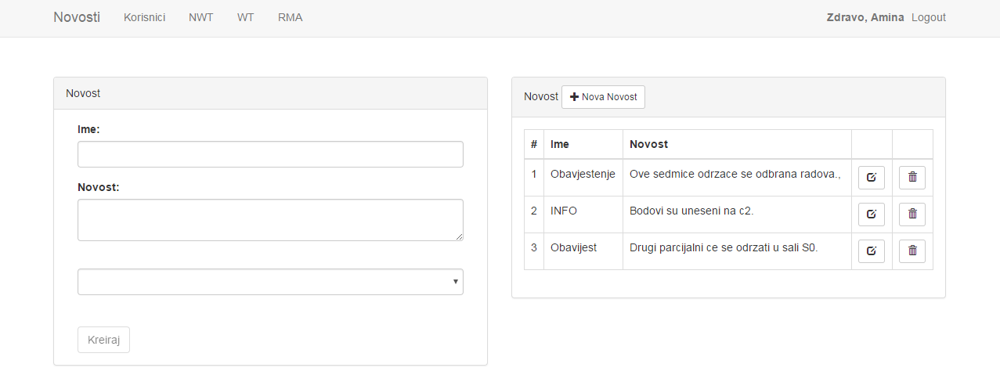 Novosti Korisnici NWT WT RMA Zdravo, Amina Logout
Novost
Ime:
Novost:
Kreiraj
Novost Nova Novost
# Ime Novost
1 Obavjestenje Ove sedmice odrzace se odbrana radova.,
2 INFO Bodovi su uneseni na c2.
3 Obavijest Drugi parcijalni ce se odrzati u sali S0.